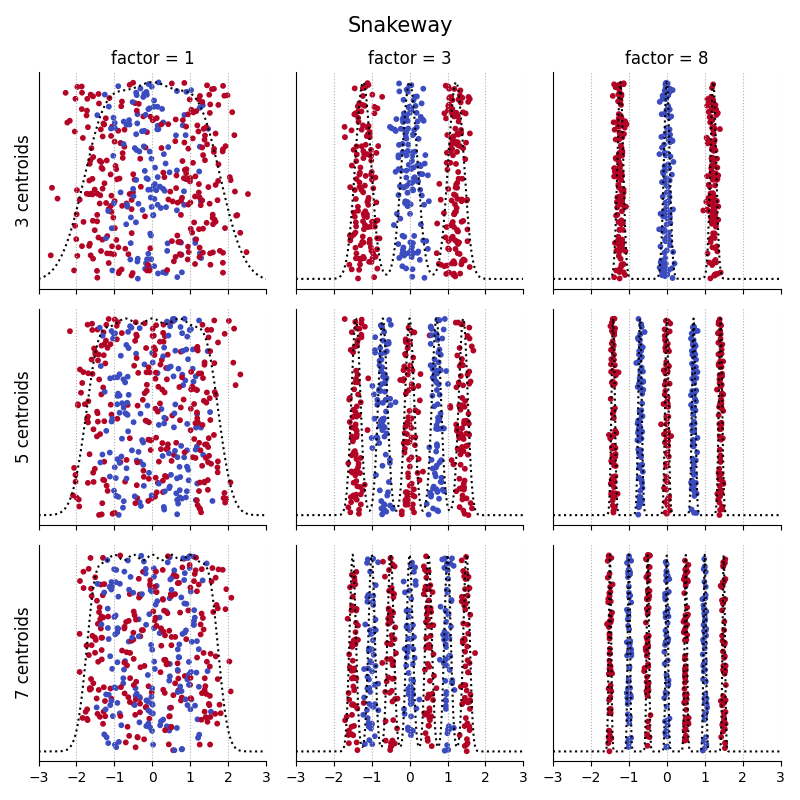 Snakeway
factor = 1 factor = 3 factor = 8
3 centroids
5 centroids
7 centroids
−3 −2 −1 0 1 2 3 −3 −2 −1 0 1 2 3 −3 −2 −1 0 1 2 3